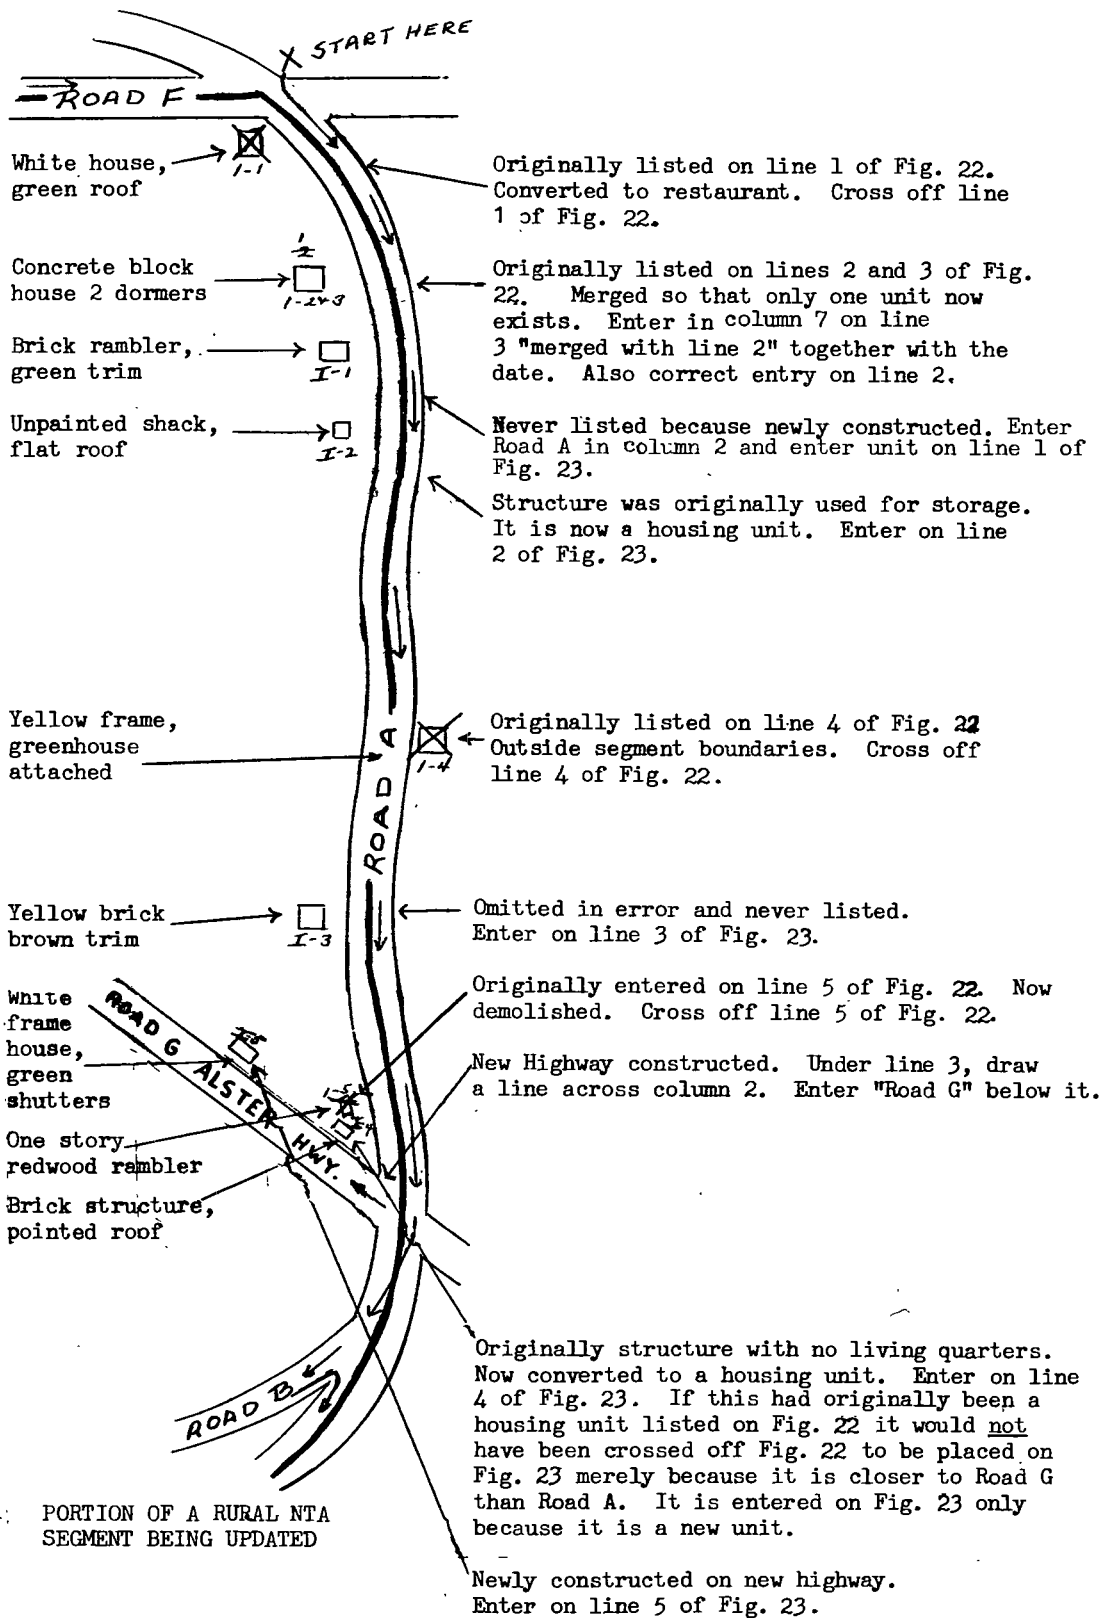 X START HERE
ROAD F
White house,
green roof
1-1
Originally listed on line 1 of Fig. 22.
Converted to restaurant. Cross off line
1 of Fig. 22.
Concrete block
house 2 dormers
1-2+3
Originally listed on lines 2 and 3 of Fig.
22. Merged so that only one unit now
exists. Enter in column 7 on line
3 "merged with line 2" together with the
date. Also correct entry on line 2.
Brick rambler,
green trim
I-1
Unpainted shack,
flat roof
I-2
Never listed because newly constructed. Enter
Road A in column 2 and enter unit on line 1 of
Fig. 23.
Structure was originally used for storage.
It is now a housing unit. Enter on line
2 of Fig. 23.
Yellow frame,
greenhouse
attached
ROAD A
1-4
Originally listed on line 4 of Fig. 22
Outside segment boundaries. Cross off
line 4 of Fig. 22.
Yellow brick
brown trim
I-3
Omitted in error and never listed.
Enter on line 3 of Fig. 23.
White
frame
house,
green
shutters
ROAD G
ALSTER HWY.
Originally entered on line 5 of Fig. 22. Now
demolished. Cross off line 5 of Fig. 22.
New Highway constructed. Under line 3, draw
a line across column 2. Enter "Road G" below it.
One story
redwood rambler
Brick structure,
pointed roof
ROAD B
Originally structure with no living quarters.
Now converted to a housing unit. Enter on line
4 of Fig. 23. If this had originally been a
housing unit listed on Fig. 22 it would not
have been crossed off Fig. 22 to be placed on
Fig. 23 merely because it is closer to Road G
than Road A. It is entered on Fig. 23 only
because it is a new unit.
PORTION OF A RURAL NTA
SEGMENT BEING UPDATED
Newly constructed on new highway.
Enter on line 5 of Fig. 23.